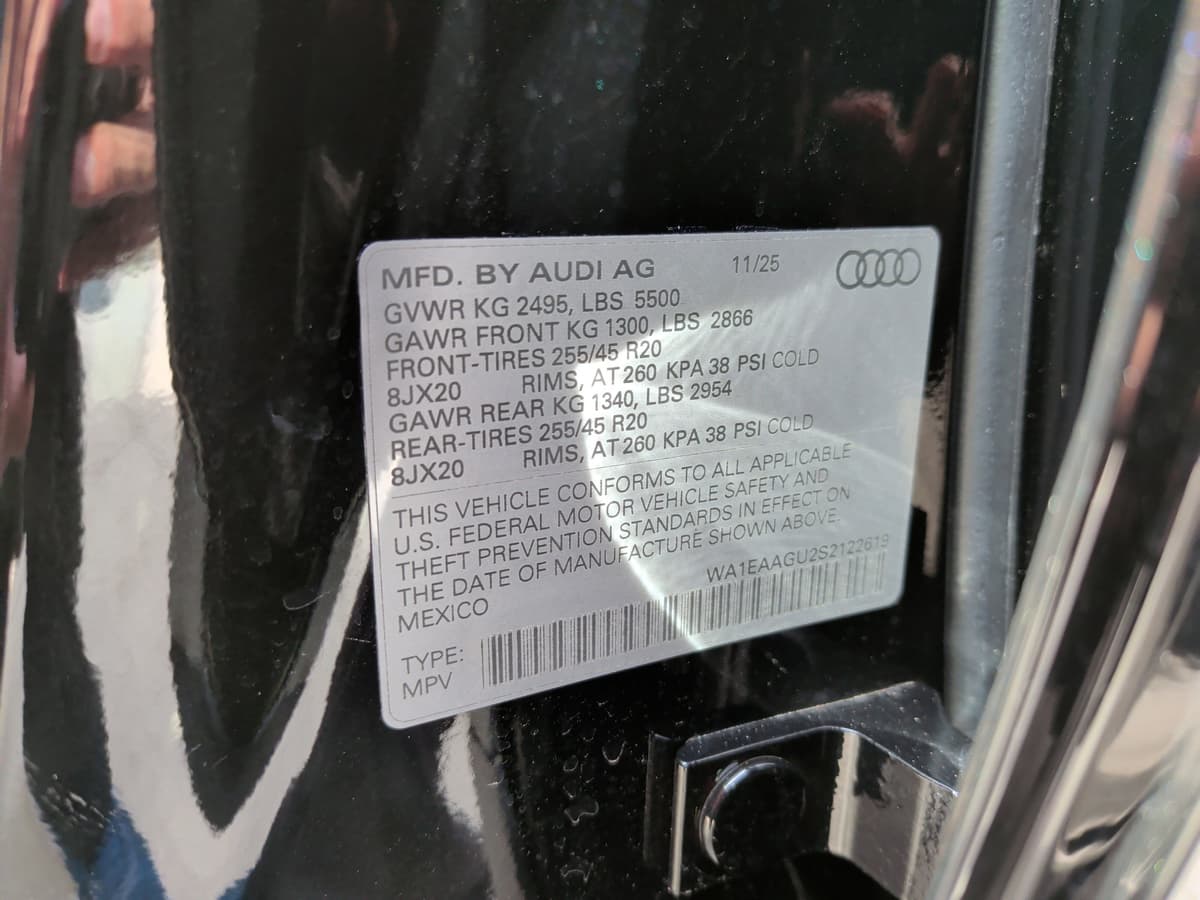 MFD. BY AUDI AG 11/25
GVWR KG 2495, LBS 5500
GAWR FRONT KG 1300, LBS 2866
FRONT-TIRES 255/45 R20
8JX20 RIMS, AT 260 KPA 38 PSI COLD
GAWR REAR KG 1340, LBS 2954
REAR-TIRES 255/45 R20
8JX20 RIMS, AT 260 KPA 38 PSI COLD
THIS VEHICLE CONFORMS TO ALL APPLICABLE
U.S. FEDERAL MOTOR VEHICLE SAFETY AND
THEFT PREVENTION STANDARDS IN EFFECT ON
THE DATE OF MANUFACTURE SHOWN ABOVE.
MEXICO WA1EAAGU2S2122619
TYPE:
MPV